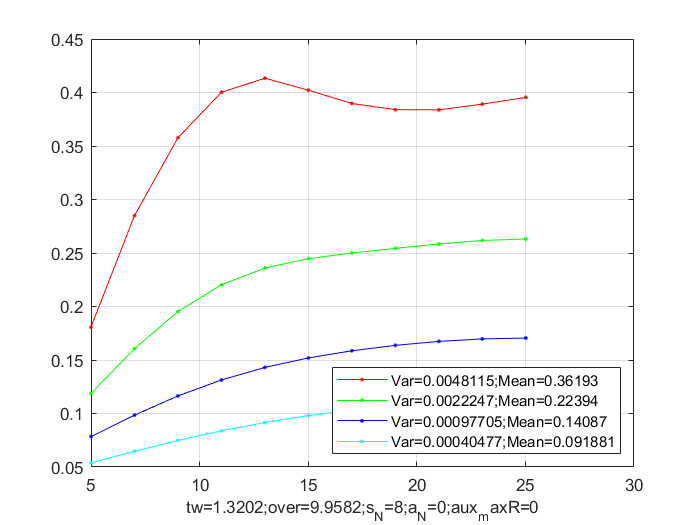 0.45
0.4
0.35
0.3
0.25
0.2
0.15
0.1
0.05
Var=0.0048115;Mean=0.36193
Var=0.0022247;Mean=0.22394
Var=0.00097705;Mean=0.14087
Var=0.00040477;Mean=0.091881
5 10 15 20 25 30
tw=1.3202;over=9.9582;s_N=8;a_N=0;aux_maxR=0